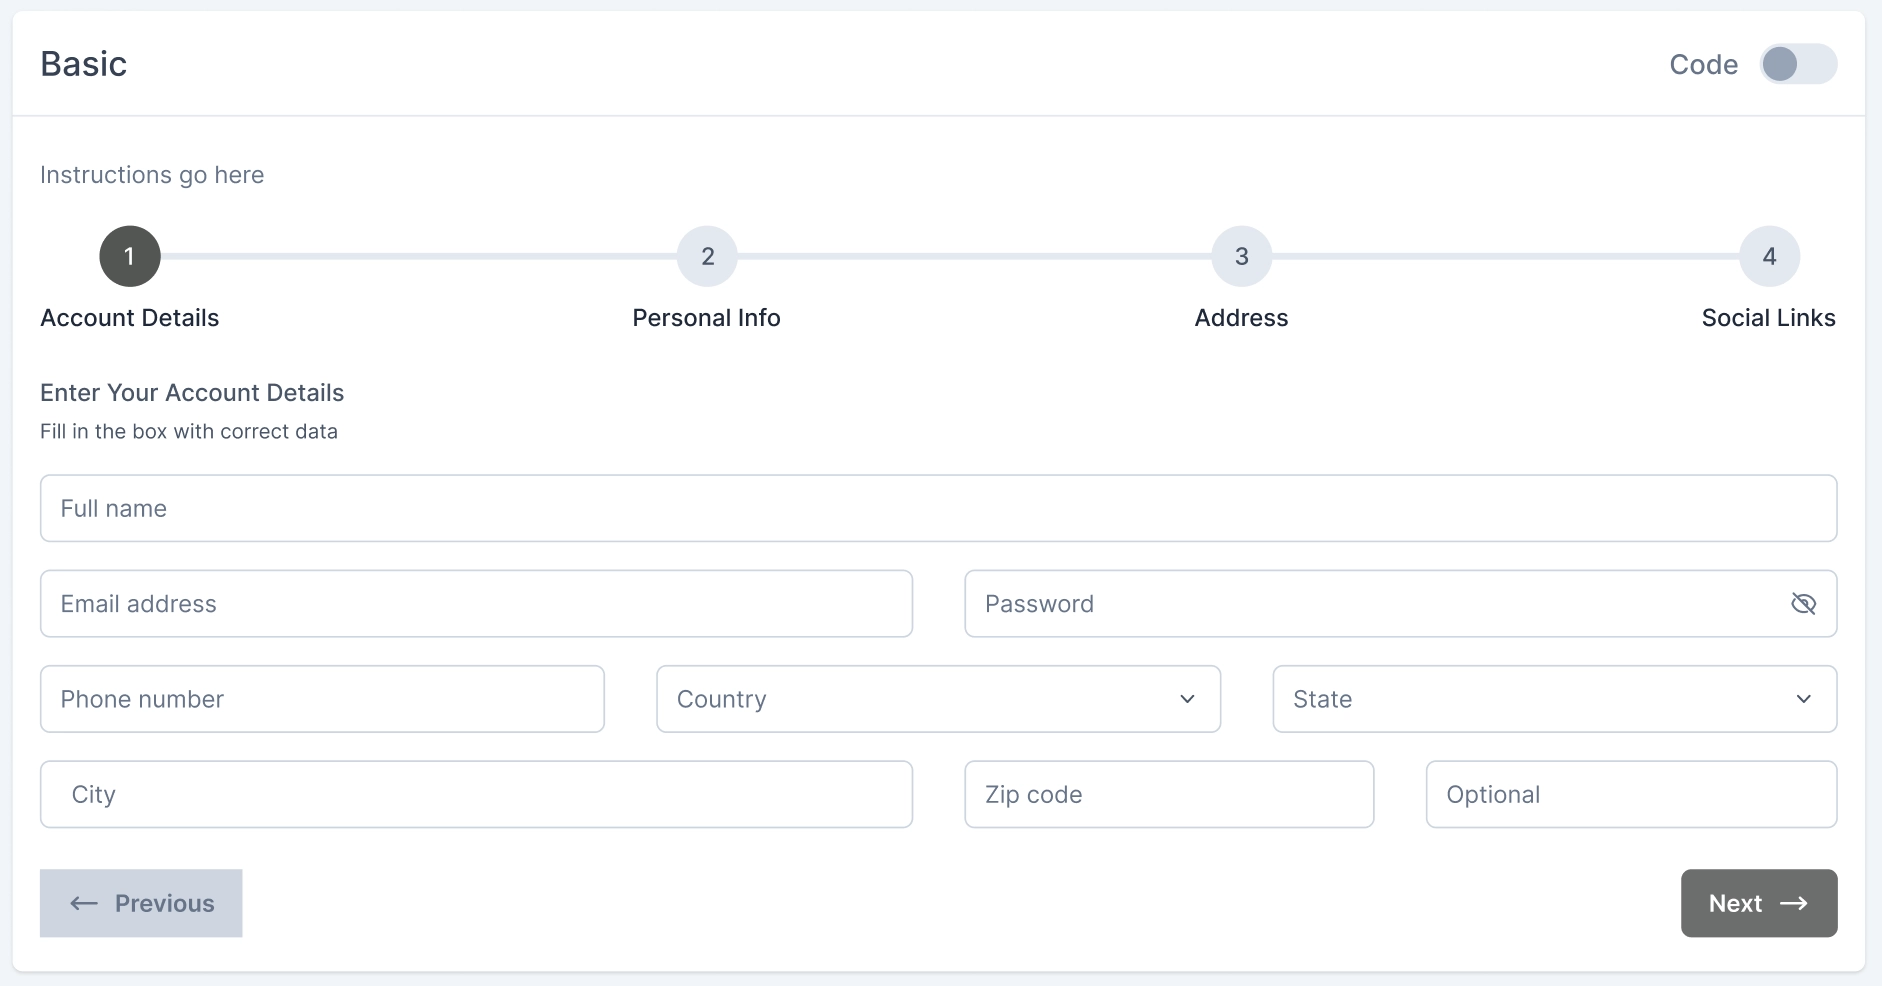 Basic
Code
Instructions go here
1
2
3
4
Account Details
Personal Info
Address
Social Links
Enter Your Account Details
Fill in the box with correct data
Full name
Email address
Password
Phone number
Country
State
City
Zip code
Optional
Previous
Next